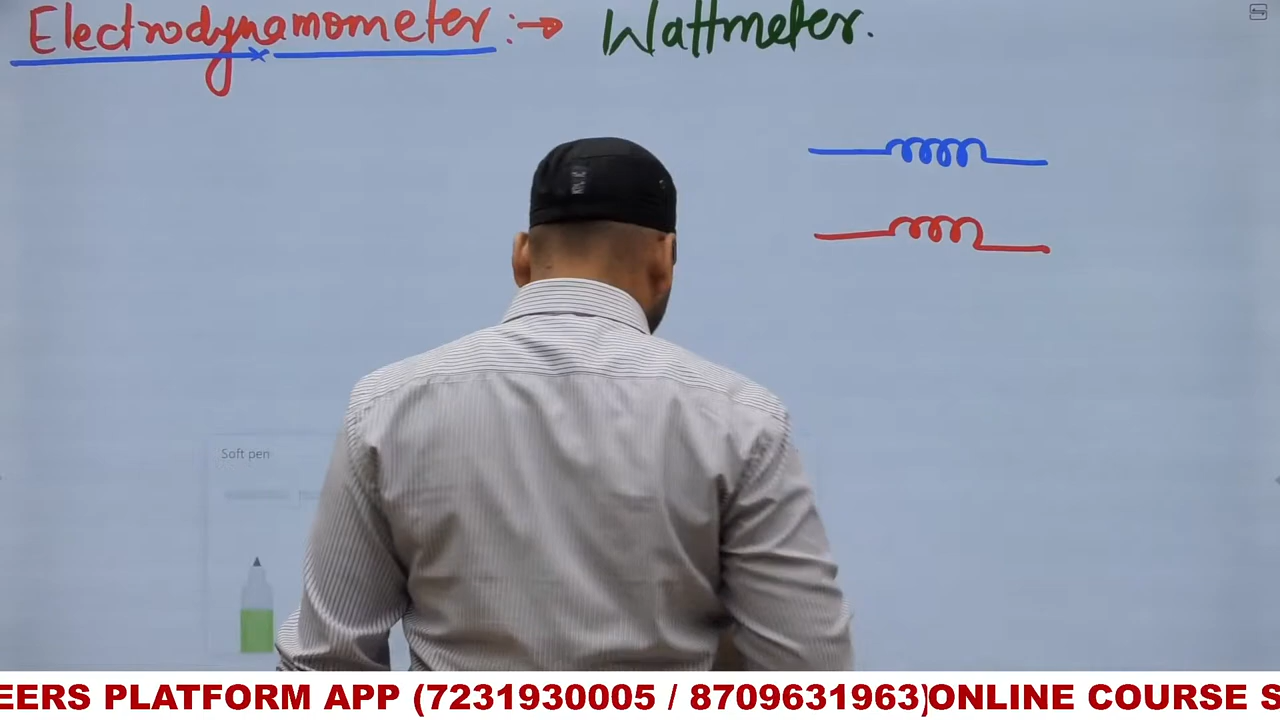 Electrodynamometer :→ Wattmeter.
Soft pen
EERS PLATFORM APP (7231930005 / 8709631963)ONLINE COURSE S